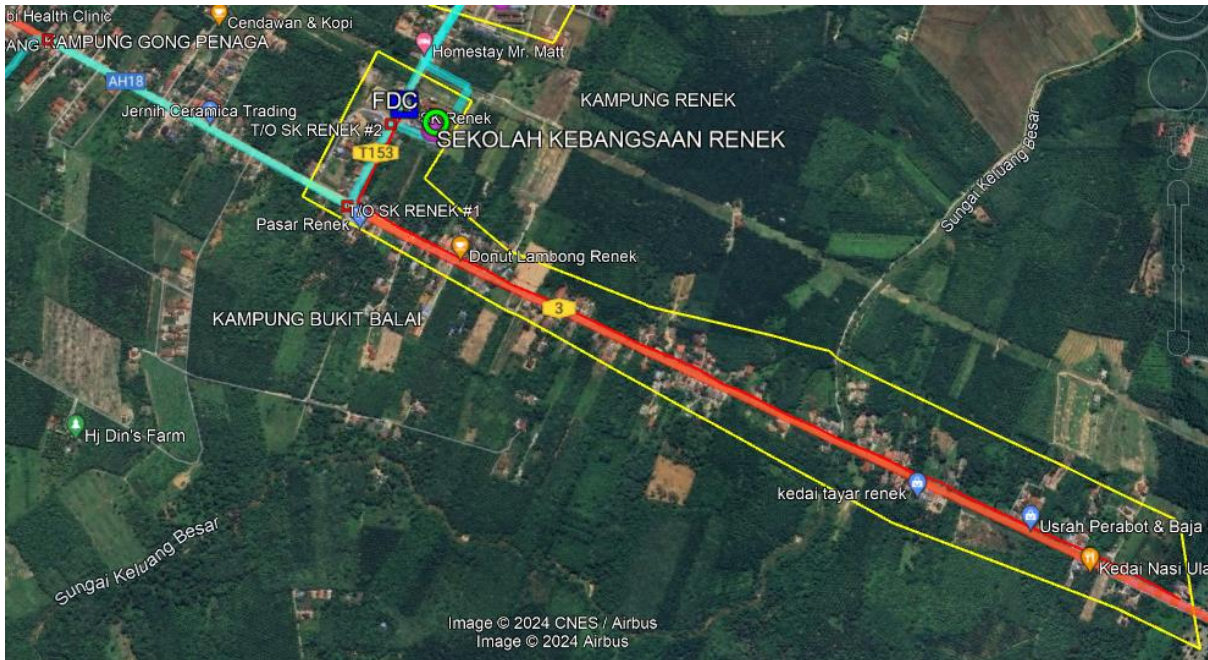 bi Health Clinic
Cendawan & Kopi
TANG
KAMPUNG GONG PENAGA
Homestay Mr. Matt
AH18
FDC
KAMPUNG RENEK
Jernih Ceramica Trading
SK Renek
T/O SK RENEK #2
SEKOLAH KEBANGSAAN RENEK
T153
Sungai Keluang Besar
T/O SK RENEK #1
Pasar Renek
Donut Lambong Renek
3
KAMPUNG BUKIT BALAI
Hj Din's Farm
kedai tayar renek
Usrah Perabot & Baja
Sungai Keluang Besar
Kedai Nasi Ula
Image © 2024 CNES / Airbus
Image © 2024 Airbus